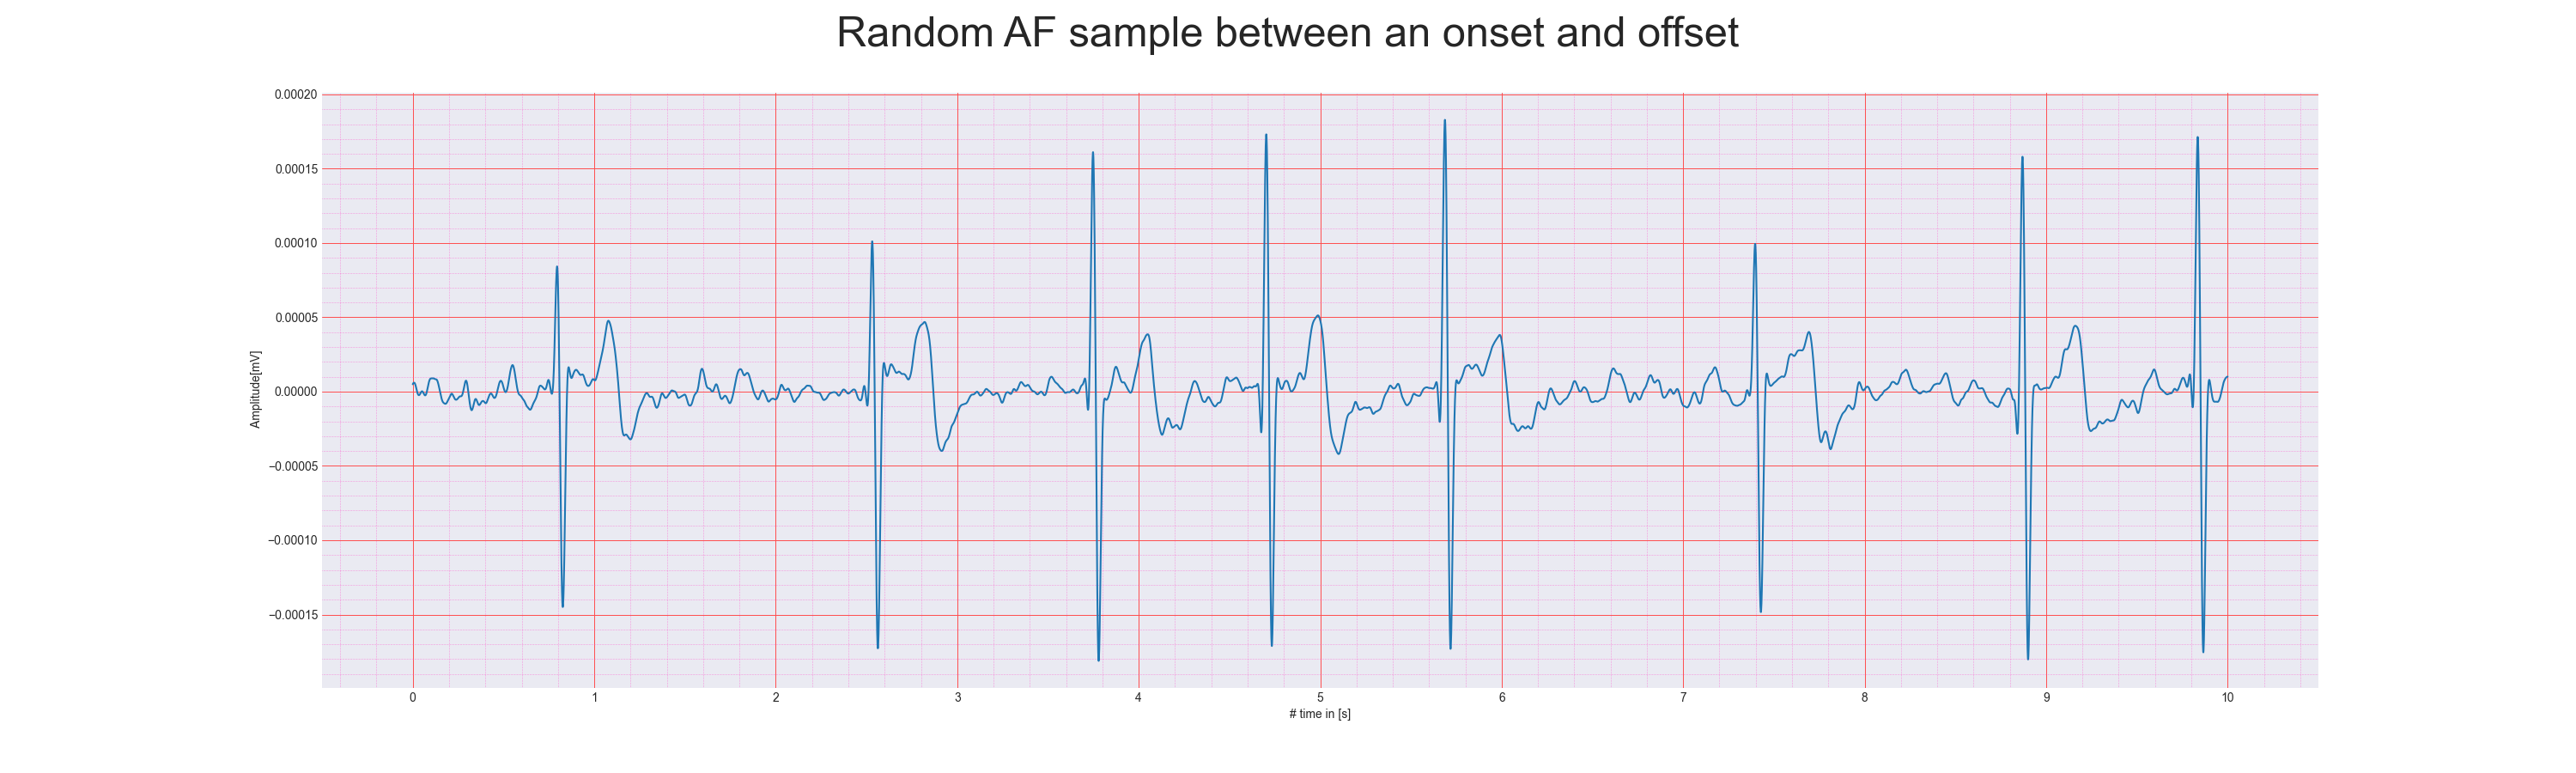 Random AF sample between an onset and offset
0.00020
0.00015
0.00010
0.00005
0.00000
−0.00005
−0.00010
−0.00015
Amplitude[mV]
0 1 2 3 4 5 6 7 8 9 10
# time in [s]